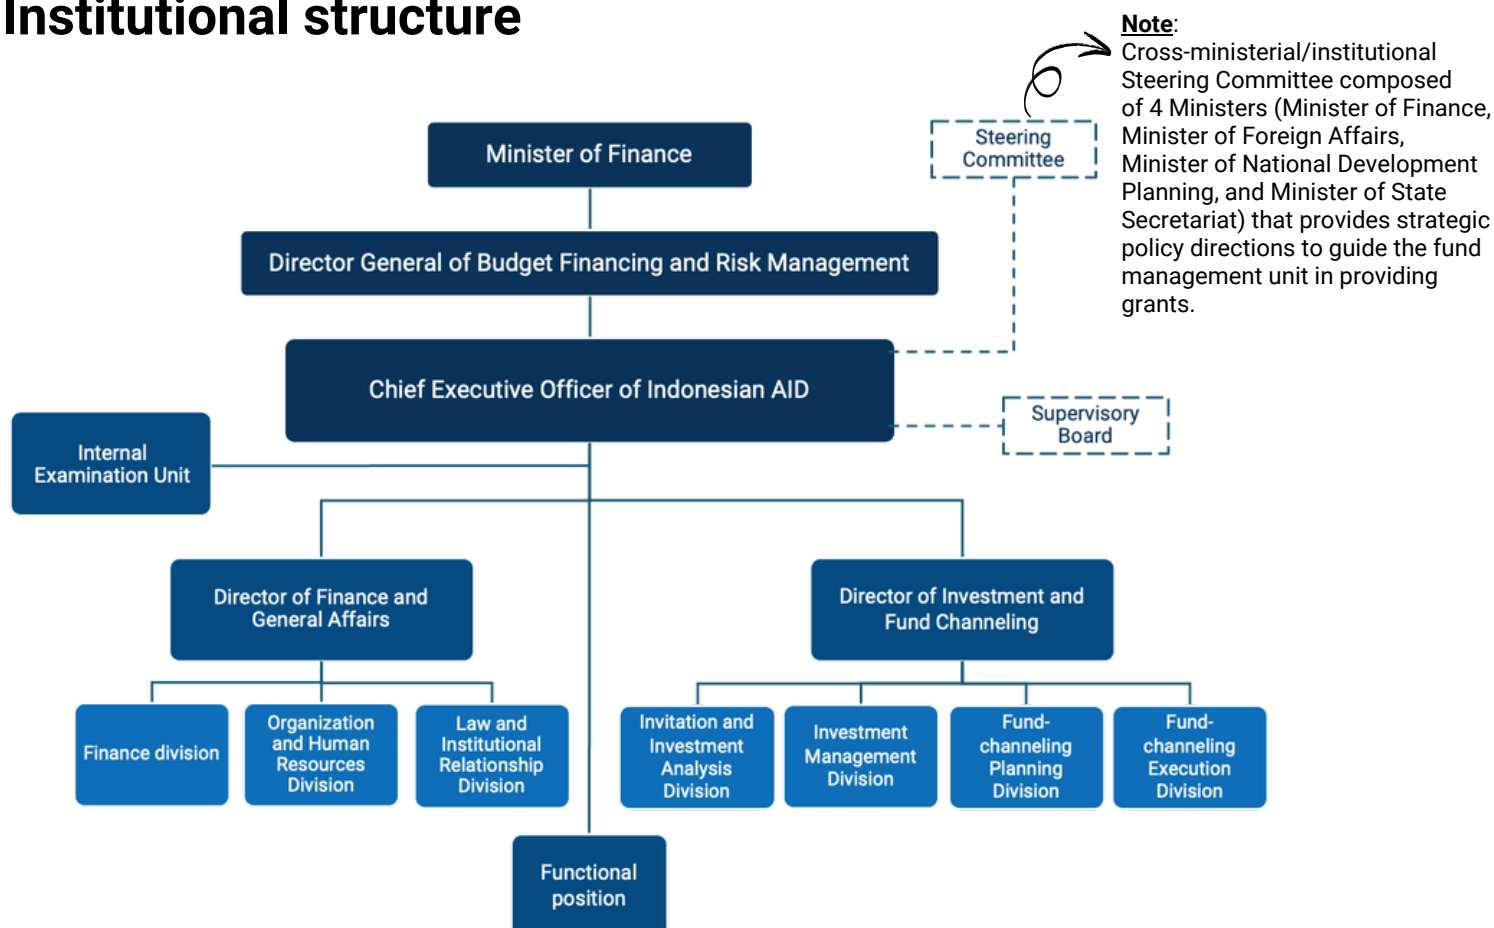 Institutional structure
Note:
Cross-ministerial/institutional
Steering Committee composed
of 4 Ministers (Minister of Finance,
Minister of Foreign Affairs,
Minister of National Development
Planning, and Minister of State
Secretariat) that provides strategic
policy directions to guide the fund
management unit in providing
grants.
Steering
Committee
Minister of Finance
Director General of Budget Financing and Risk Management
Chief Executive Officer of Indonesian AID
Supervisory
Board
Internal
Examination Unit
Director of Finance and
General Affairs
Director of Investment and
Fund Channeling
Finance division
Organization
and Human
Resources
Division
Law and
Institutional
Relationship
Division
Invitation and
Investment
Analysis
Division
Investment
Management
Division
Fund-
channeling
Planning
Division
Fund-
channeling
Execution
Division
Functional
position